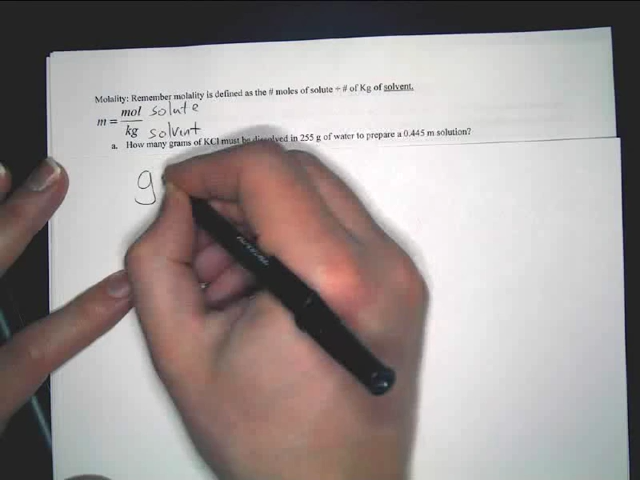 Molality: Remember molality is defined as the # moles of solute ÷ # of Kg of solvent.
m = mol/kg solute solvent
a. How many grams of KCl must be dissolved in 255 g of water to prepare a 0.445 m solution?
g